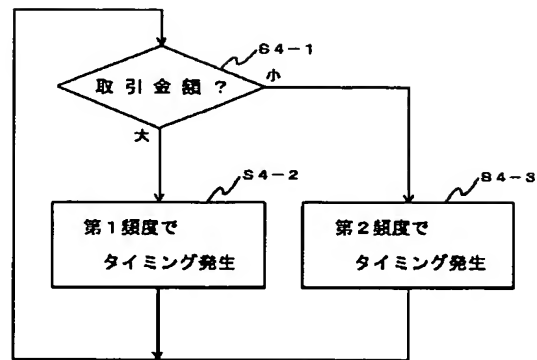 S4-1
取引金額?
小
大
S4-2
S4-3
第1頻度で
タイミング発生
第2頻度で
タイミング発生